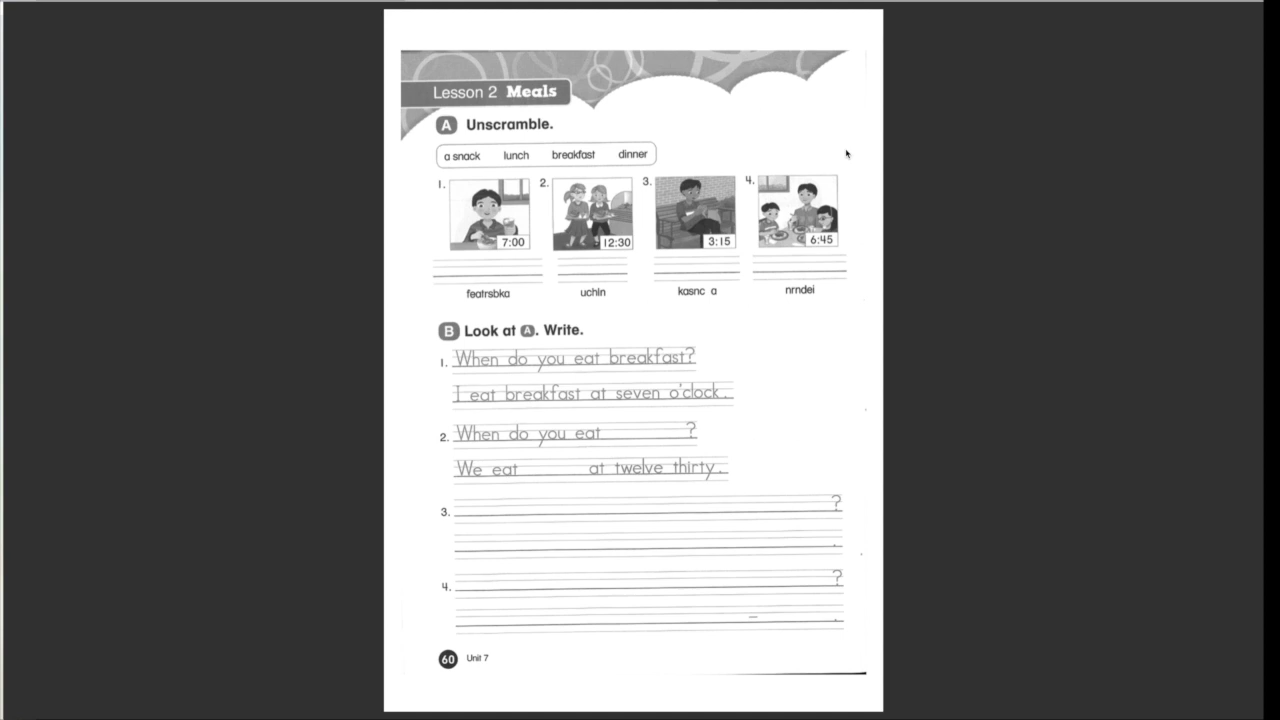 Lesson 2 Meals
A Unscramble.
a snack lunch breakfast dinner
1. 2. 3. 4.
7:00 12:30 3:15 6:45
featrsbka uchln kasnc a nrndei
B Look at A. Write.
1. When do you eat breakfast?
I eat breakfast at seven o'clock.
2. When do you eat ?
We eat at twelve thirty.
3. ?
.
4. ?
- .
60 Unit 7